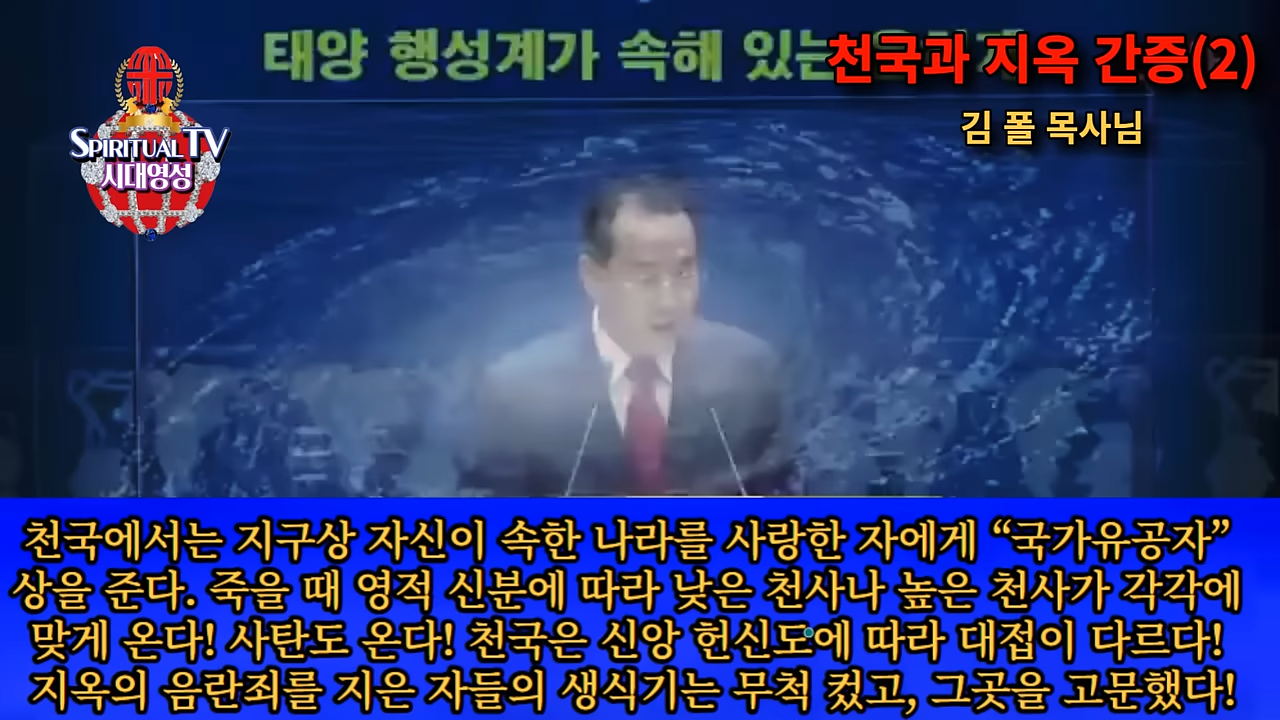 태양 행성계가 속해 있는
천국과 지옥 간증(2)
김 폴 목사님
SPIRITUAL TV
시대영성
천국에서는 지구상 자신이 속한 나라를 사랑한 자에게 “국가유공자”
상을 준다. 죽을 때 영적 신분에 따라 낮은 천사나 높은 천사가 각각에
맞게 온다! 사탄도 온다! 천국은 신앙 헌신도에 따라 대접이 다르다!
지옥의 음란죄를 지은 자들의 생식기는 무척 컸고, 그곳을 고문했다!